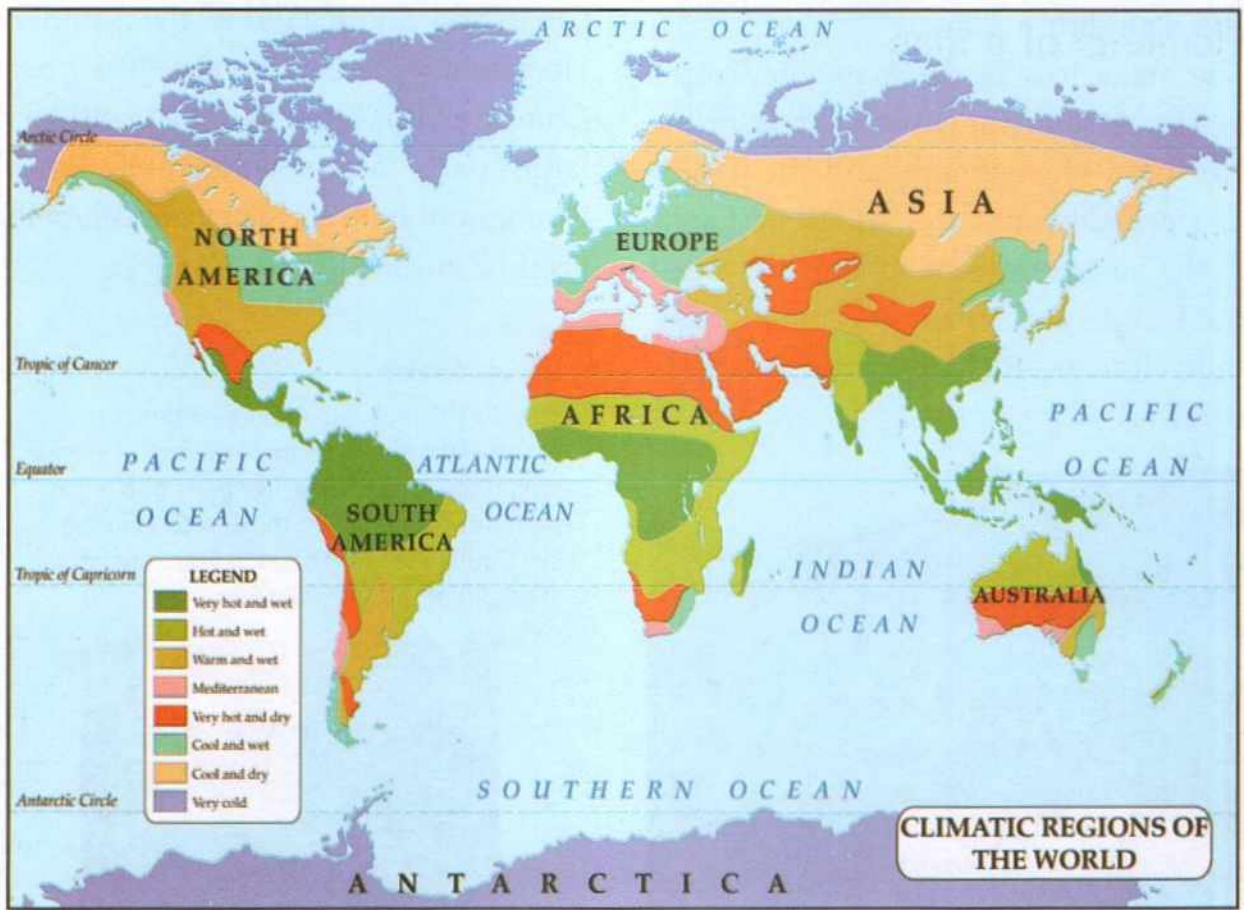 ARCTIC OCEAN
Arctic Circle
ASIA
NORTH
AMERICA
EUROPE
Tropic of Cancer
AFRICA
PACIFIC
OCEAN
Equator
PACIFIC
OCEAN
ATLANTIC
OCEAN
SOUTH
AMERICA
Tropic of Capricorn
INDIAN
OCEAN
AUSTRALIA
LEGEND
Very hot and wet
Hot and wet
Warm and wet
Mediterranean
Very hot and dry
Cool and wet
Cool and dry
Very cold
Antarctic Circle
SOUTHERN OCEAN
CLIMATIC REGIONS OF
THE WORLD
ANTARCTICA